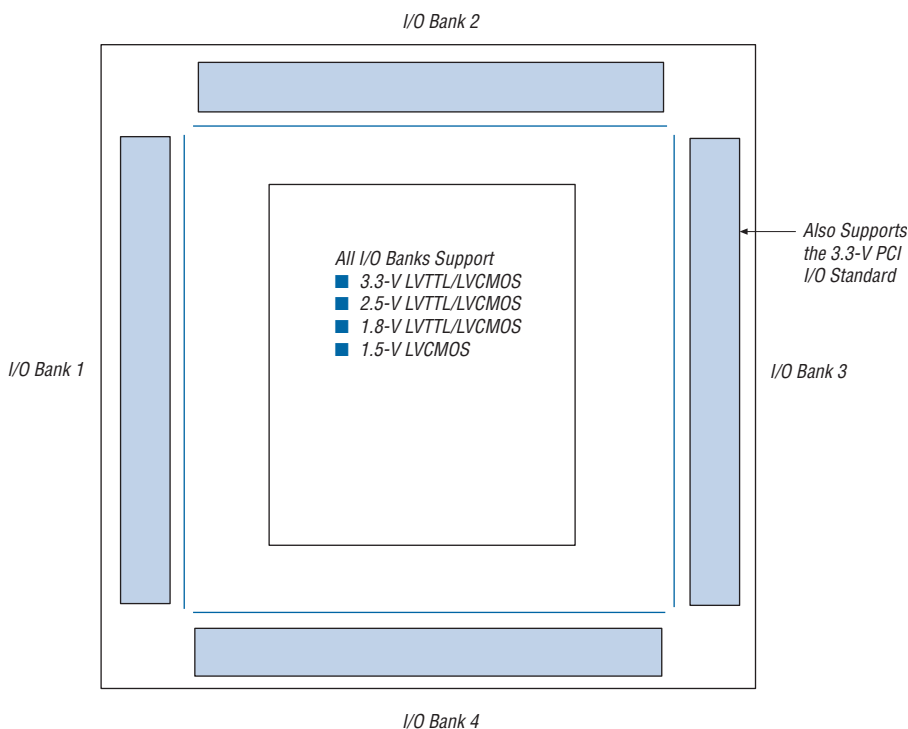 I/O Bank 2
Also Supports
the 3.3-V PCI
I/O Standard
All I/O Banks Support
■ 3.3-V LVTTL/LVCMOS
■ 2.5-V LVTTL/LVCMOS
■ 1.8-V LVTTL/LVCMOS
■ 1.5-V LVCMOS
I/O Bank 1
I/O Bank 3
I/O Bank 4